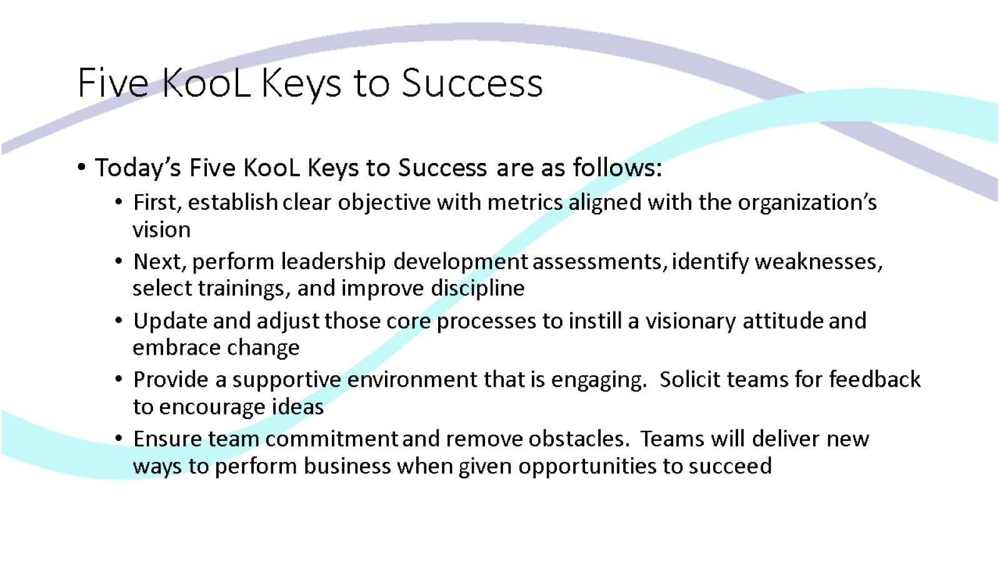 Five KooL Keys to Success
• Today’s Five KooL Keys to Success are as follows:
• First, establish clear objective with metrics aligned with the organization’s
vision
• Next, perform leadership development assessments, identify weaknesses,
select trainings, and improve discipline
• Update and adjust those core processes to instill a visionary attitude and
embrace change
• Provide a supportive environment that is engaging.  Solicit teams for feedback
to encourage ideas
• Ensure team commitment and remove obstacles.  Teams will deliver new
ways to perform business when given opportunities to succeed